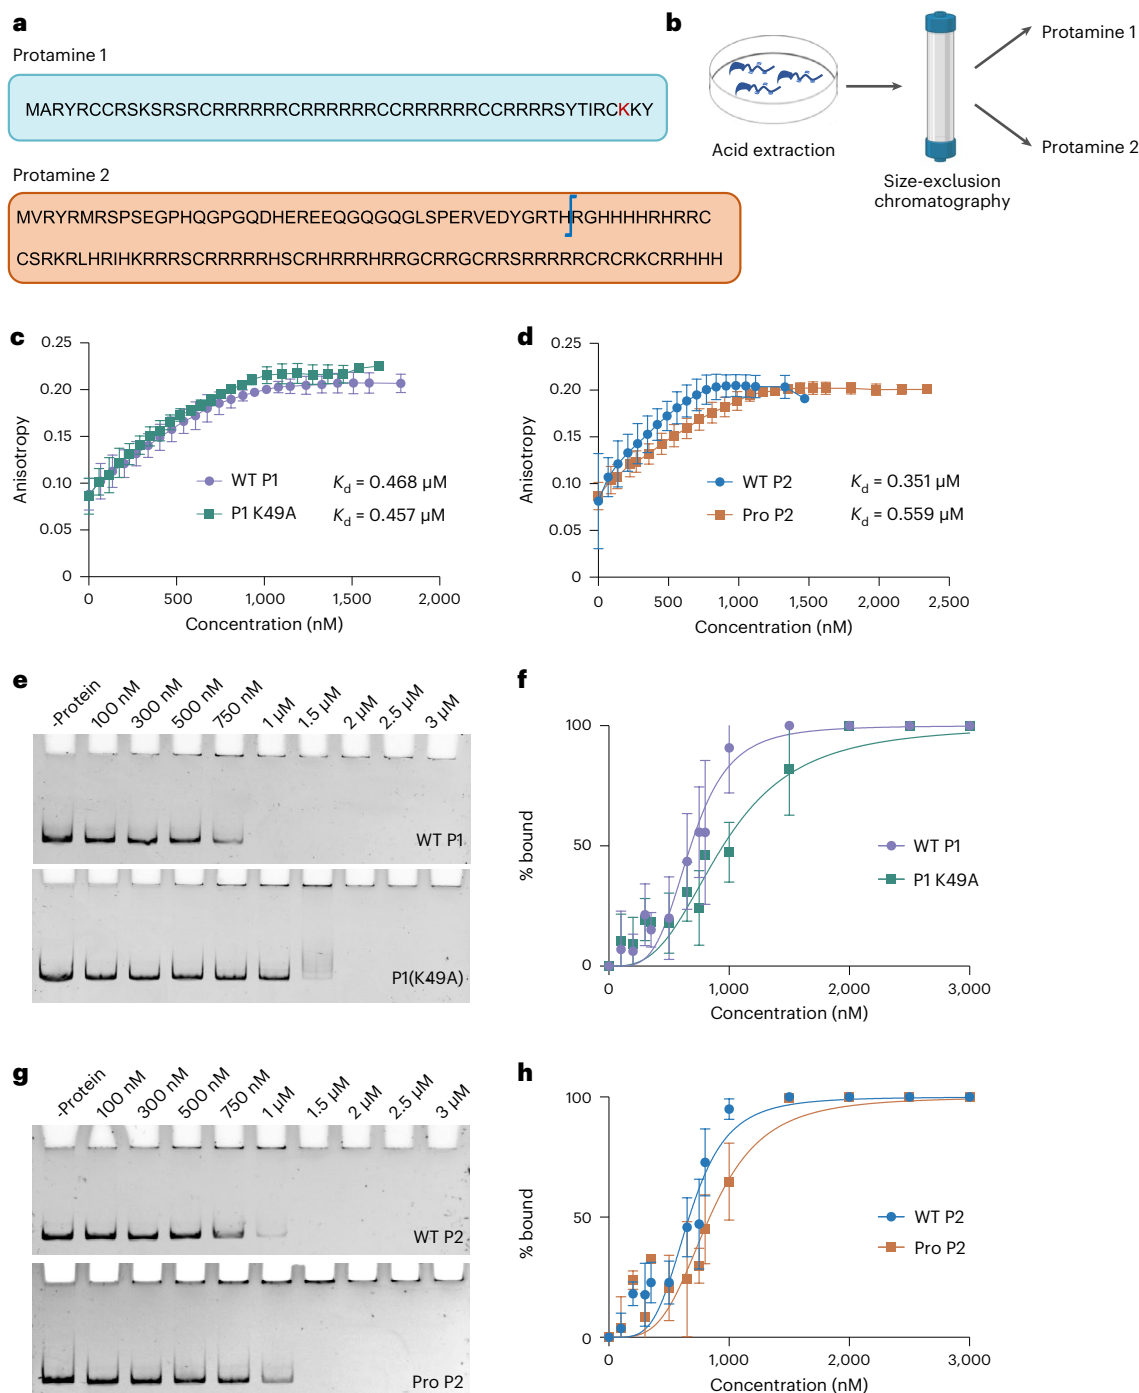 a
Protamine 1
MARYRCCRSKSRSRCRRRRRRCRRRRRRCCRRRRRRCCRRRRSYTIRCKKY
Protamine 2
MVRYRMRSPSEGPHQGPGQDHEREEQGQGQGLSPERVEDYGRTHRGHHHHRHRRC
CSRKRLHRIHKRRRSCRRRRRHSCRHRRRHRRGCRRGCRRSRRRRRCRCRKCRRHHH
b
Acid extraction
Size-exclusion
chromatography
Protamine 1
Protamine 2
c
Anisotropy
0.25
0.20
0.15
0.10
0.05
0
WT P1 Kd = 0.468 µM
P1 K49A Kd = 0.457 µM
0 500 1,000 1,500 2,000
Concentration (nM)
d
Anisotropy
0.25
0.20
0.15
0.10
0.05
0
WT P2 Kd = 0.351 µM
Pro P2 Kd = 0.559 µM
0 500 1,000 1,500 2,000 2,500
Concentration (nM)
e
-Protein 100 nM 300 nM 500 nM 750 nM 1 µM 1.5 µM 2 µM 2.5 µM 3 µM
WT P1
P1(K49A)
f
% bound
100
50
0
WT P1
P1 K49A
0 1,000 2,000 3,000
Concentration (nM)
g
-Protein 100 nM 300 nM 500 nM 750 nM 1 µM 1.5 µM 2 µM 2.5 µM 3 µM
WT P2
Pro P2
h
% bound
100
50
0
WT P2
Pro P2
0 1,000 2,000 3,000
Concentration (nM)